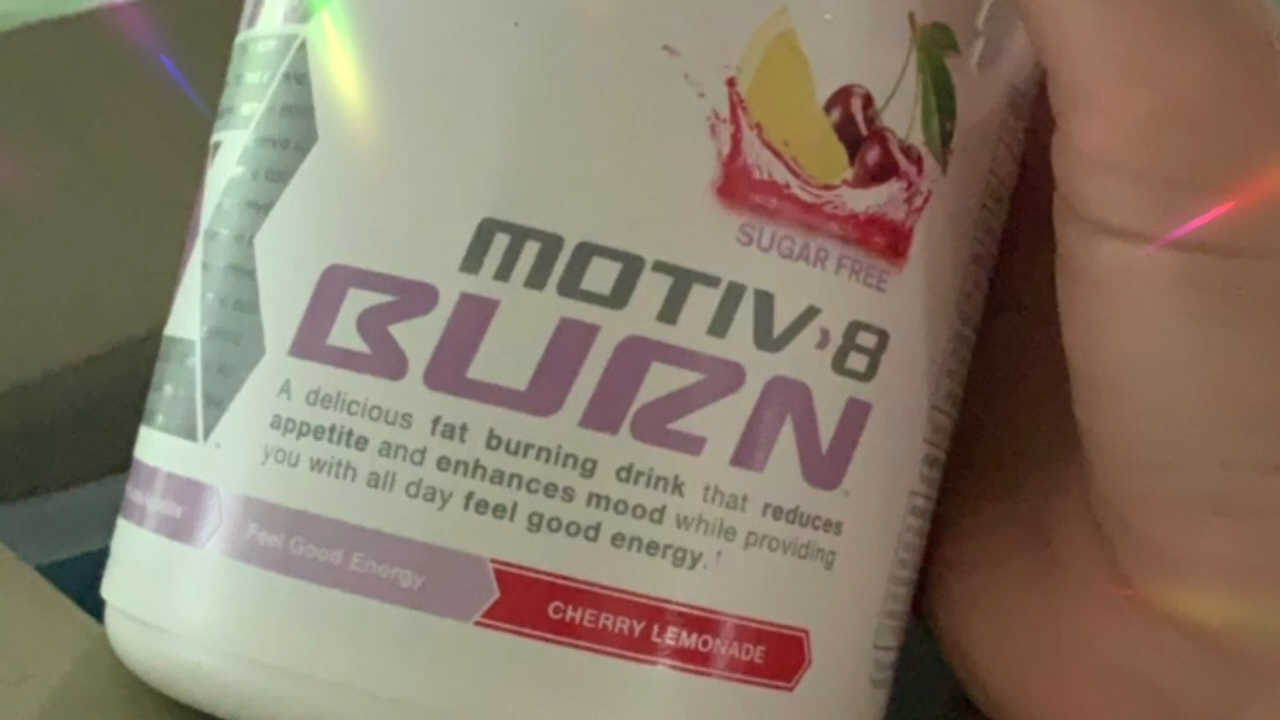 SUGAR FREE
MOTIV›8
BURN
A delicious fat burning drink that reduces
appetite and enhances mood while providing
you with all day feel good energy.†
Feel Good Energy
CHERRY LEMONADE